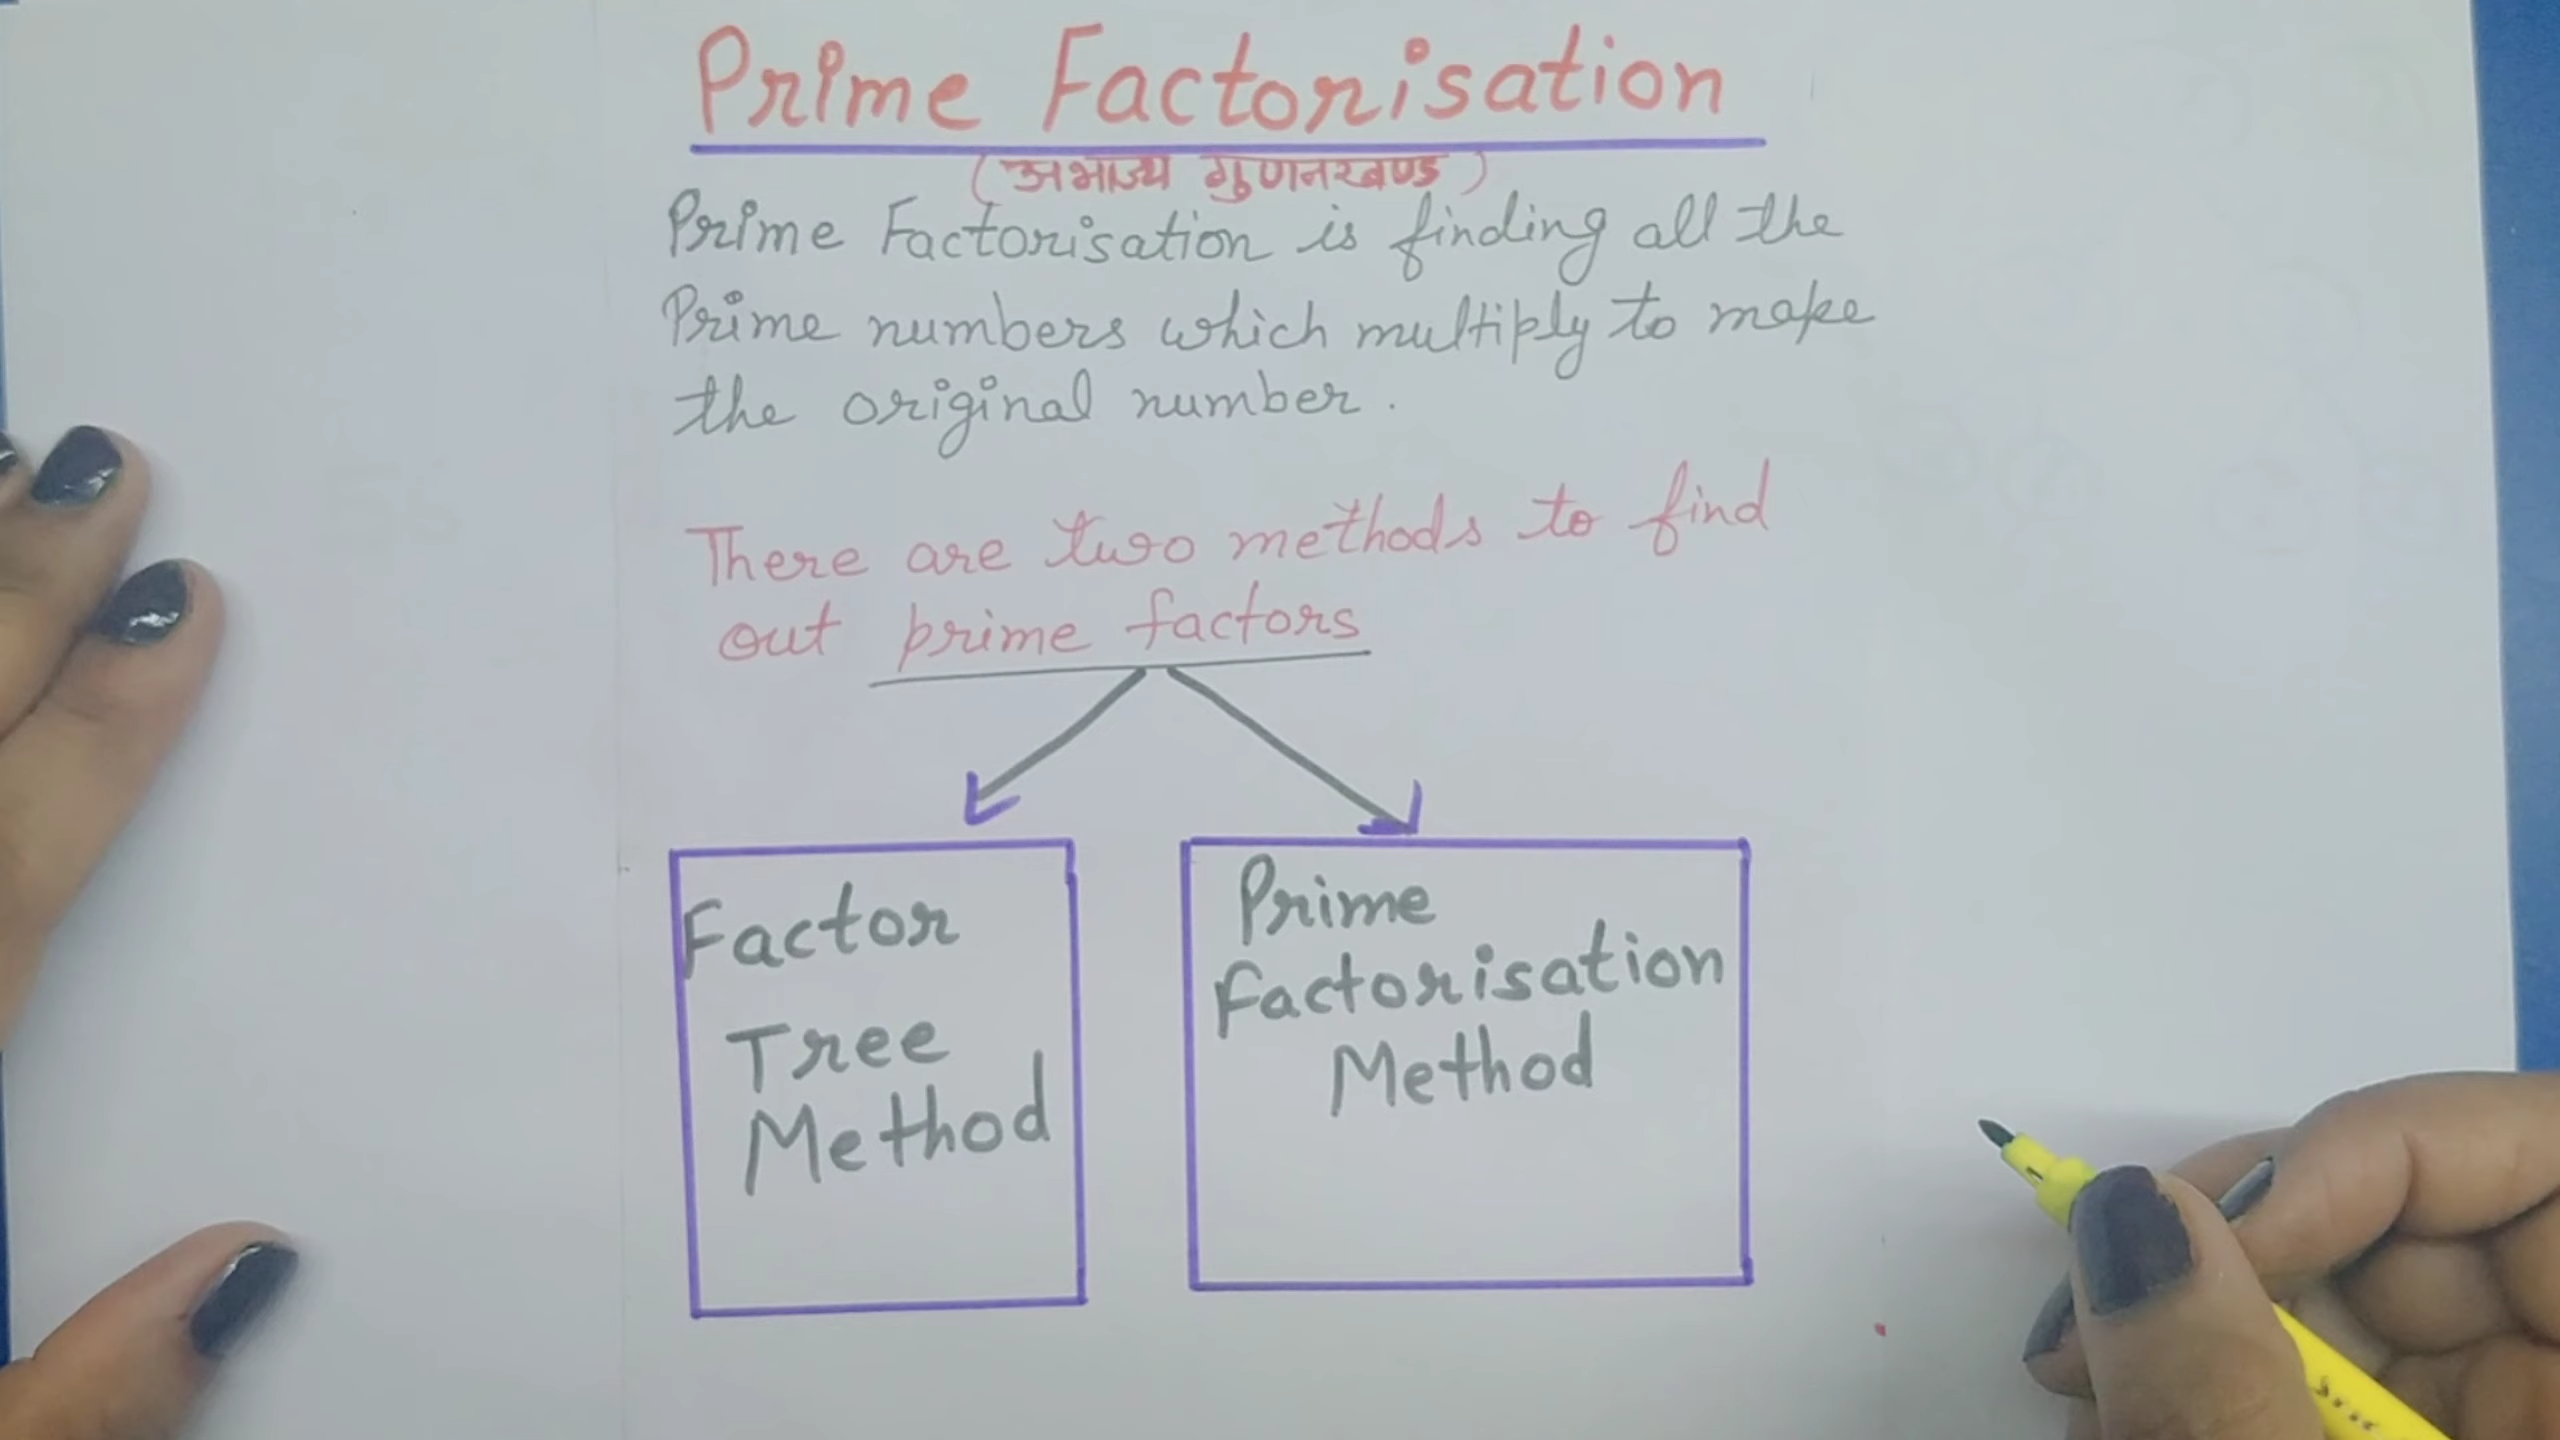 Prime Factorisation
(अभाज्य गुणनखण्ड)
Prime Factorisation is finding all the
Prime numbers which multiply to make
the original number.
There are two methods to find
out prime factors
Factor
Tree
Method
Prime
Factorisation
Method